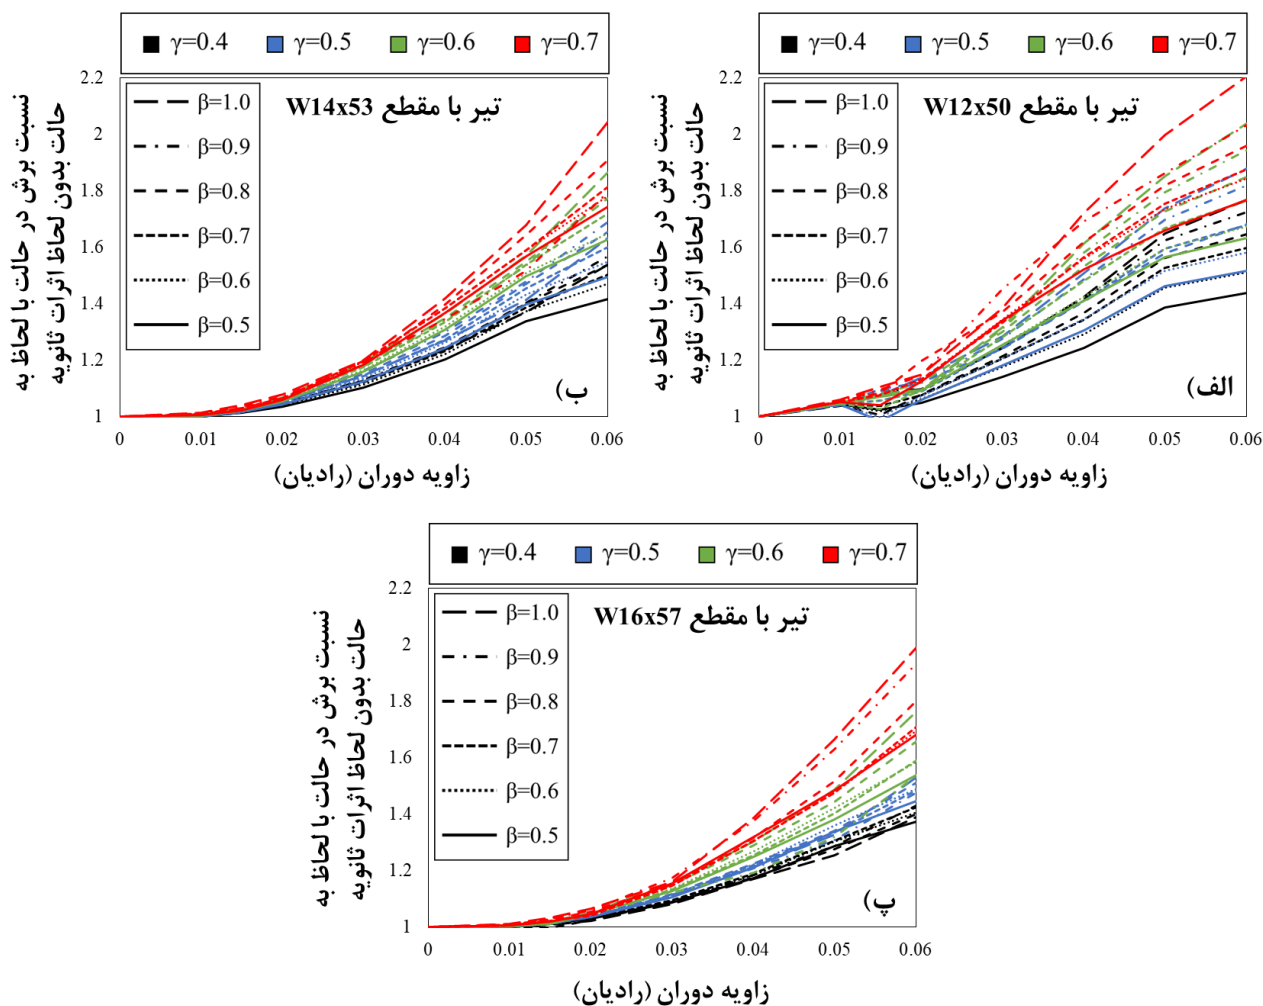 γ=0.4 γ=0.5 γ=0.6 γ=0.7
تیر با مقطع W12x50
β=1.0
β=0.9
β=0.8
β=0.7
β=0.6
β=0.5
نسبت برش در حالت با لحاظ به
حالت بدون لحاظ اثرات ثانویه
2.2
2
1.8
1.6
1.4
1.2
1
0 0.01 0.02 0.03 0.04 0.05 0.06
زاویه دوران (رادیان)
الف)
γ=0.4 γ=0.5 γ=0.6 γ=0.7
تیر با مقطع W14x53
β=1.0
β=0.9
β=0.8
β=0.7
β=0.6
β=0.5
نسبت برش در حالت با لحاظ به
حالت بدون لحاظ اثرات ثانویه
2.2
2
1.8
1.6
1.4
1.2
1
0 0.01 0.02 0.03 0.04 0.05 0.06
زاویه دوران (رادیان)
ب)
γ=0.4 γ=0.5 γ=0.6 γ=0.7
تیر با مقطع W16x57
β=1.0
β=0.9
β=0.8
β=0.7
β=0.6
β=0.5
نسبت برش در حالت با لحاظ به
حالت بدون لحاظ اثرات ثانویه
2.2
2
1.8
1.6
1.4
1.2
1
0 0.01 0.02 0.03 0.04 0.05 0.06
زاویه دوران (رادیان)
پ)